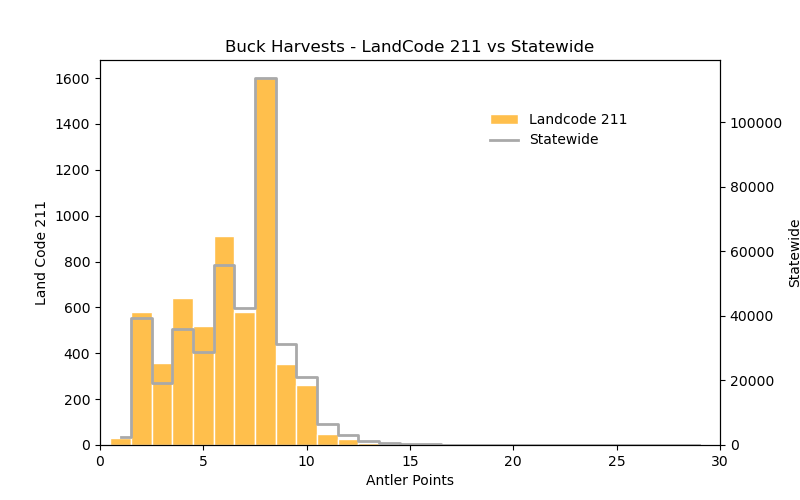 Buck Harvests - LandCode 211 vs Statewide
1600
1400
1200
1000
800
600
400
200
0
Land Code 211
Landcode 211
Statewide
100000
80000
60000
40000
20000
0
Statewide
0 5 10 15 20 25 30
Antler Points